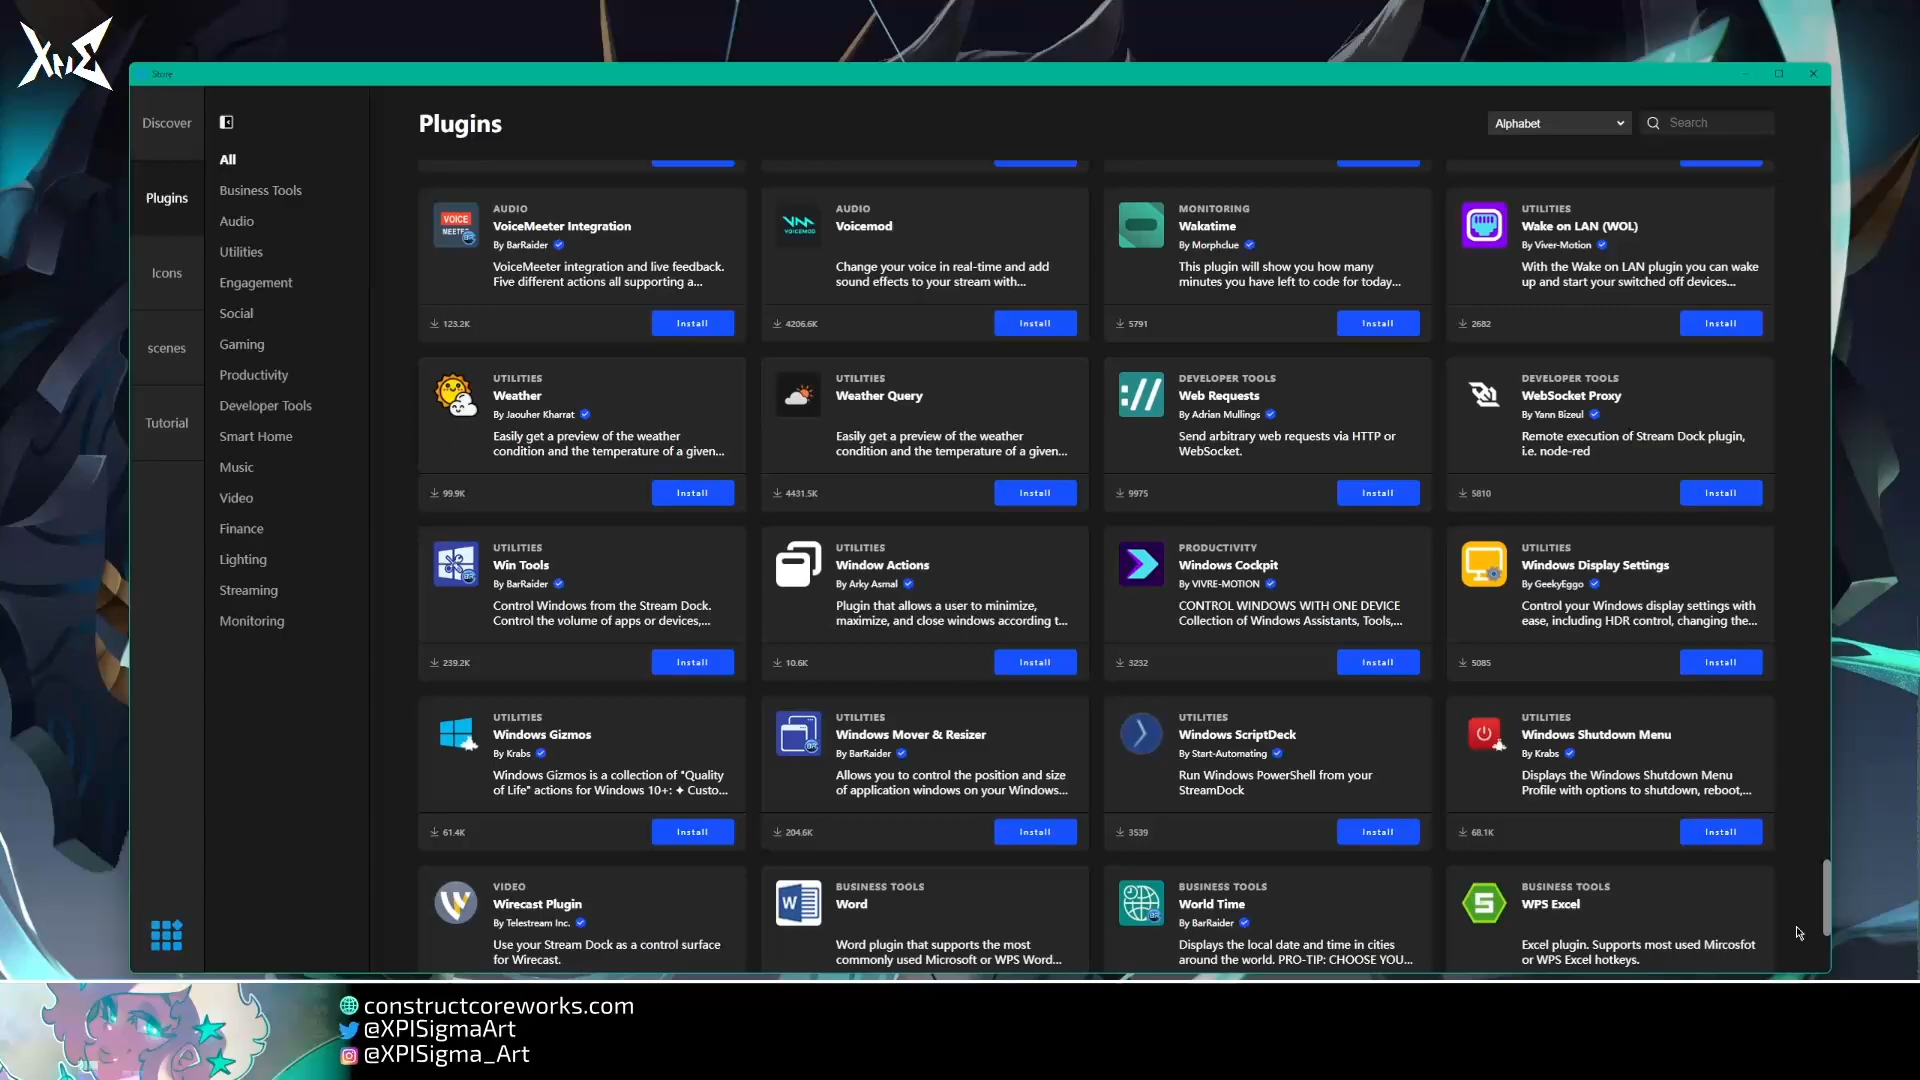 Store
Discover
Plugins
Icons
scenes
Tutorial
All
Business Tools
Audio
Utilities
Engagement
Social
Gaming
Productivity
Developer Tools
Smart Home
Music
Video
Finance
Lighting
Streaming
Monitoring
Plugins
Alphabet
Search
VOICE
MEETER
AUDIO
VoiceMeeter Integration
By BarRaider
VoiceMeeter integration and live feedback.
Five different actions all supporting a...
123.2K
Install
VOICEMOD
AUDIO
Voicemod
Change your voice in real-time and add
sound effects to your stream with...
4206.6K
Install
MONITORING
Wakatime
By Morphclue
This plugin will show you how many
minutes you have left to code for today...
5791
Install
UTILITIES
Wake on LAN (WOL)
By Viver-Motion
With the Wake on LAN plugin you can wake
up and start your switched off devices...
2682
Install
UTILITIES
Weather
By Jaouher Kharrat
Easily get a preview of the weather
condition and the temperature of a given...
99.9K
Install
UTILITIES
Weather Query
Easily get a preview of the weather
condition and the temperature of a given...
4431.5K
Install
://
DEVELOPER TOOLS
Web Requests
By Adrian Mullings
Send arbitrary web requests via HTTP or
WebSocket.
9975
Install
DEVELOPER TOOLS
WebSocket Proxy
By Yann Bizeul
Remote execution of Stream Dock plugin,
i.e. node-red
5810
Install
UTILITIES
Win Tools
By BarRaider
Control Windows from the Stream Dock.
Control the volume of apps or devices,...
239.2K
Install
UTILITIES
Window Actions
By Arky Asmal
Plugin that allows a user to minimize,
maximize, and close windows according t...
10.6K
Install
PRODUCTIVITY
Windows Cockpit
By VIVRE-MOTION
CONTROL WINDOWS WITH ONE DEVICE
Collection of Windows Assistants, Tools,...
3232
Install
UTILITIES
Windows Display Settings
By GeekyEggo
Control your Windows display settings with
ease, including HDR control, changing the...
5085
Install
UTILITIES
Windows Gizmos
By Krabs
Windows Gizmos is a collection of "Quality
of Life" actions for Windows 10+: ✦ Custo...
61.4K
Install
UTILITIES
Windows Mover & Resizer
By BarRaider
Allows you to control the position and size
of application windows on your Windows...
204.6K
Install
UTILITIES
Windows ScriptDeck
By Start-Automating
Run Windows PowerShell from your
StreamDock
3539
Install
UTILITIES
Windows Shutdown Menu
By Krabs
Displays the Windows Shutdown Menu
Profile with options to shutdown, reboot,...
68.1K
Install
VIDEO
Wirecast Plugin
By Telestream Inc.
Use your Stream Dock as a control surface
for Wirecast.
W
BUSINESS TOOLS
Word
Word plugin that supports the most
commonly used Microsoft or WPS Word...
BUSINESS TOOLS
World Time
By BarRaider
Displays the local date and time in cities
around the world. PRO-TIP: CHOOSE YOU...
S
BUSINESS TOOLS
WPS Excel
Excel plugin. Supports most used Mircosfot
or WPS Excel hotkeys.
constructcoreworks.com
@XPISigmaArt
@XPISigma_Art